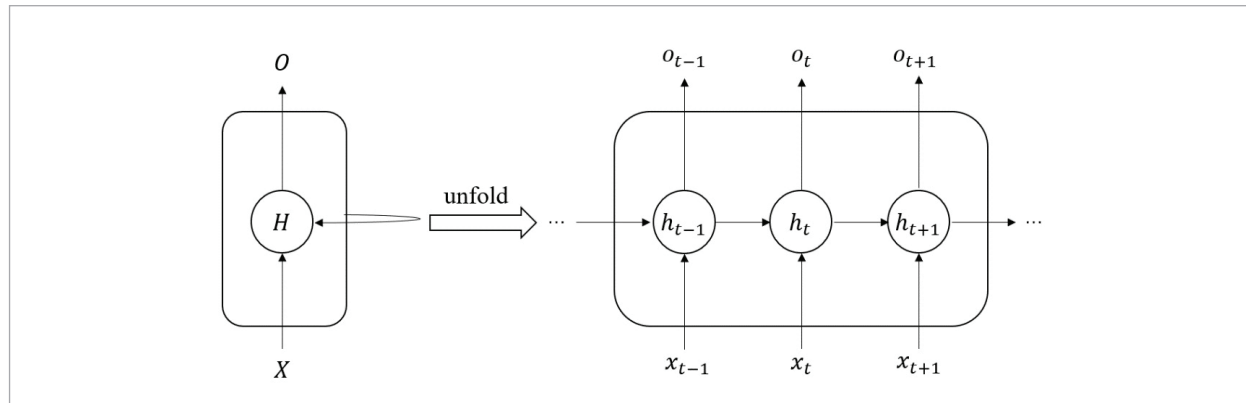 O
H
X
unfold
o_{t−1} o_t o_{t+1}
⋯ h_{t−1} h_t h_{t+1} ⋯
x_{t−1} x_t x_{t+1}